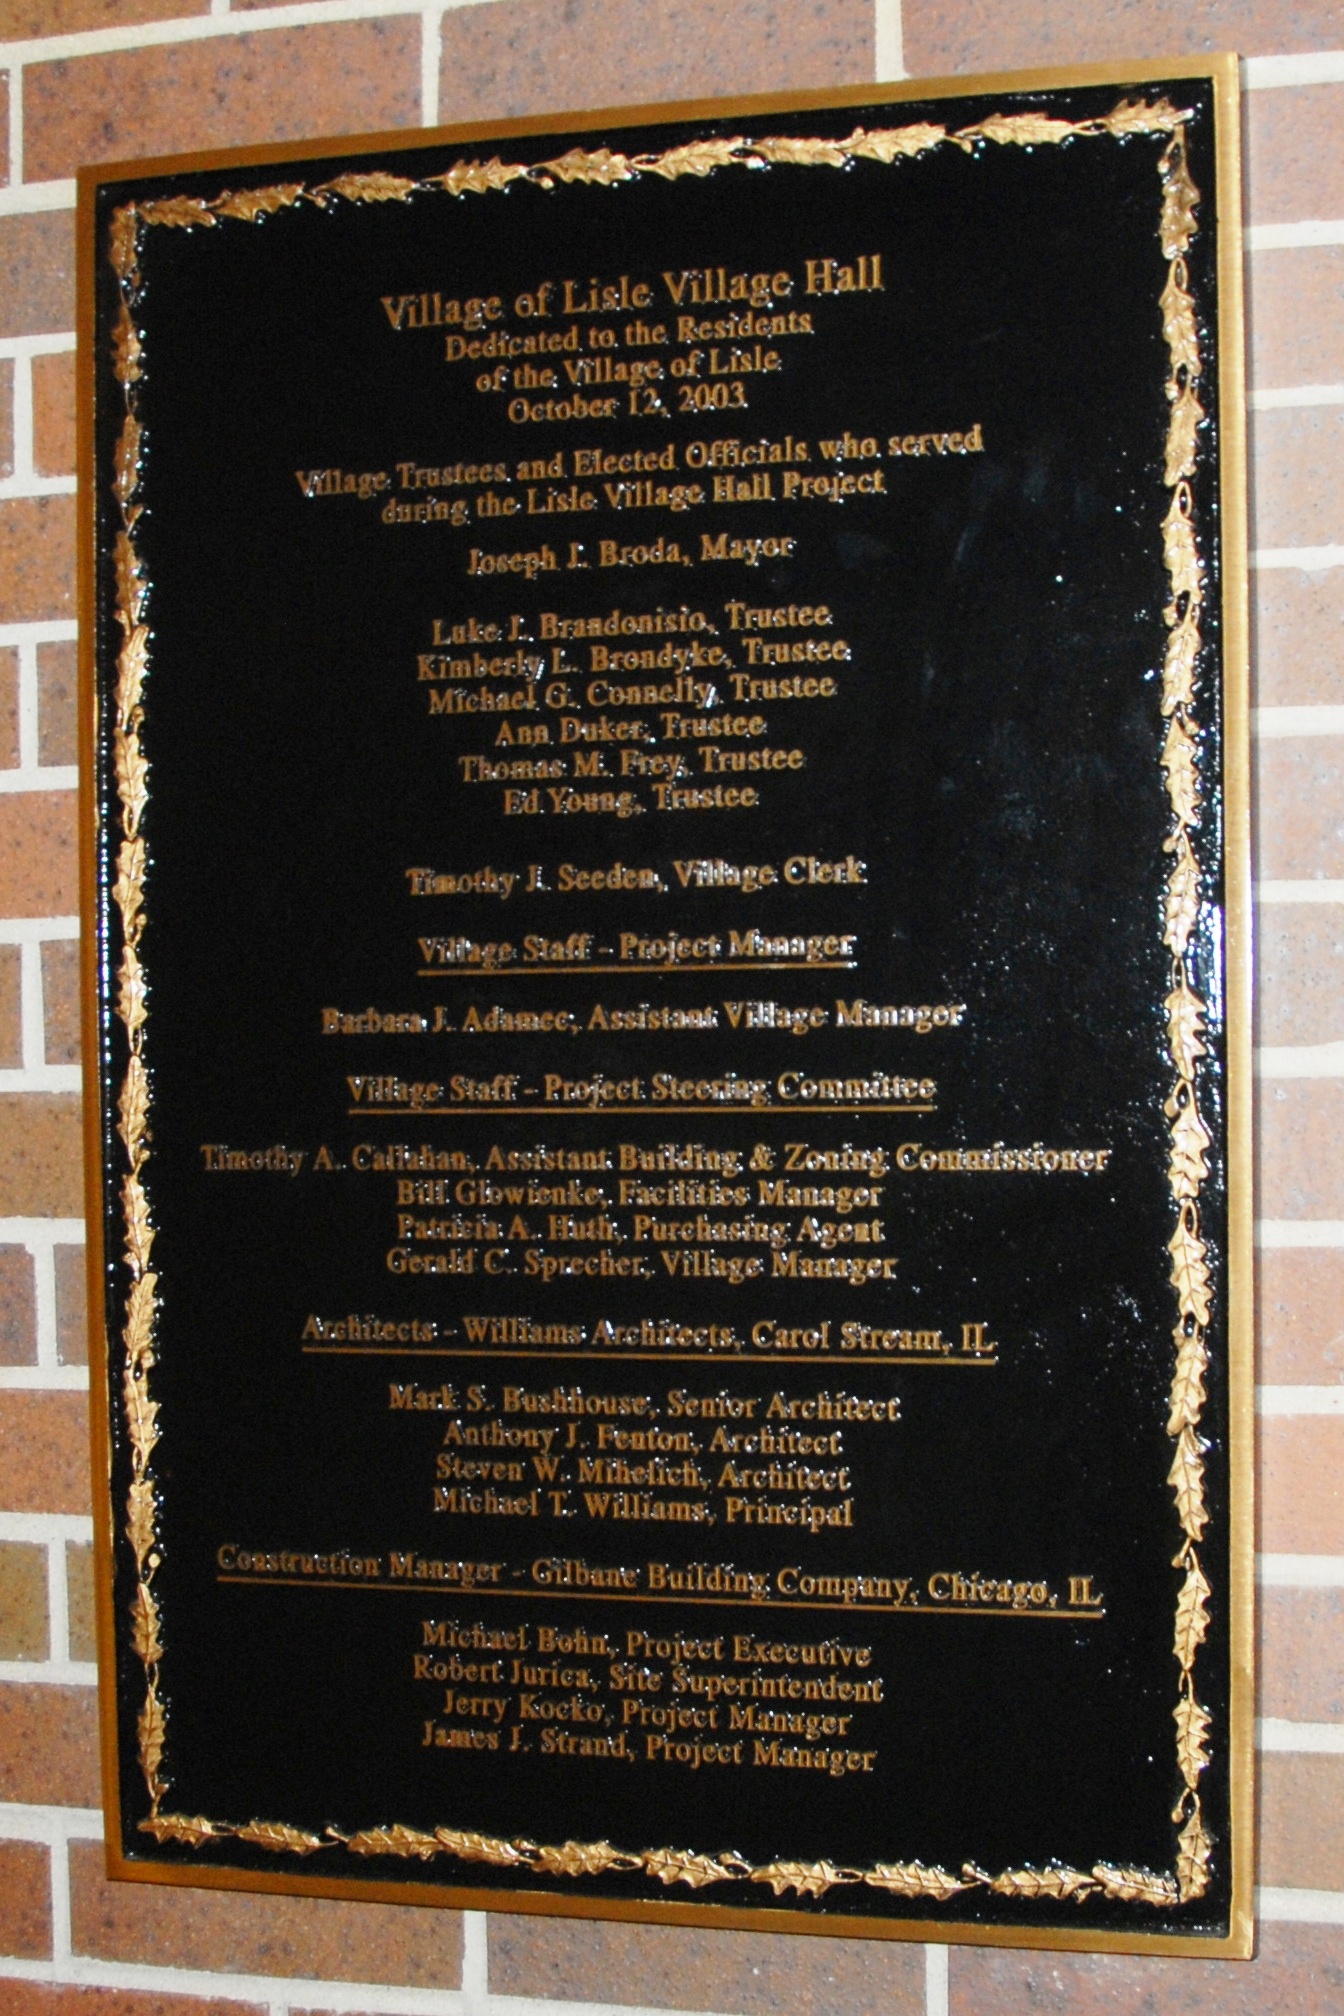 Village of Lisle Village Hall
Dedicated to the Residents
of the Village of Lisle
October 12, 2003
Village Trustees and Elected Officials who served
during the Lisle Village Hall Project
Joseph J. Broda, Mayor
Luke J. Brandonisio, Trustee
Kimberly L. Brondyke, Trustee
Michael G. Connelly, Trustee
Ann Duker, Trustee
Thomas M. Frey, Trustee
Ed Young, Trustee
Timothy J. Seeden, Village Clerk
Village Staff - Project Manager
Barbara J. Adamec, Assistant Village Manager
Village Staff - Project Steering Committee
Timothy A. Callahan, Assistant Building & Zoning Commissioner
Bill Glowienke, Facilities Manager
Patricia A. Huth, Purchasing Agent
Gerald C. Sprecher, Village Manager
Architects - Williams Architects, Carol Stream, IL
Mark S. Bushhouse, Senior Architect
Anthony J. Fenton, Architect
Steven W. Mihelich, Architect
Michael T. Williams, Principal
Construction Manager - Gilbane Building Company, Chicago, IL
Michael Bohn, Project Executive
Robert Jurica, Site Superintendent
Jerry Kocko, Project Manager
James J. Strand, Project Manager